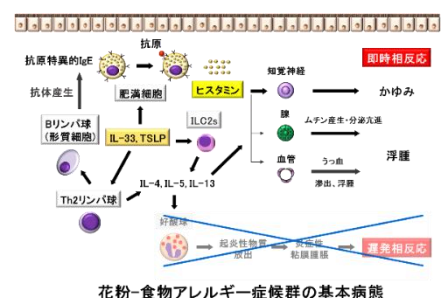 抗原
抗原特異的IgE
即時相反応
抗体産生
肥満細胞
ヒスタミン
知覚神経
かゆみ
Bリンパ球
(形質細胞)
IL-33, TSLP
ILC2s
腺
ムチン産生・分泌亢進
浮腫
血管
うっ血
滲出、浮腫
Th2リンパ球
IL-4, IL-5, IL-13
好酸球
起炎性物質
放出
炎症性
粘膜腫脹
遅発相反応
花粉-食物アレルギー症候群の基本病態